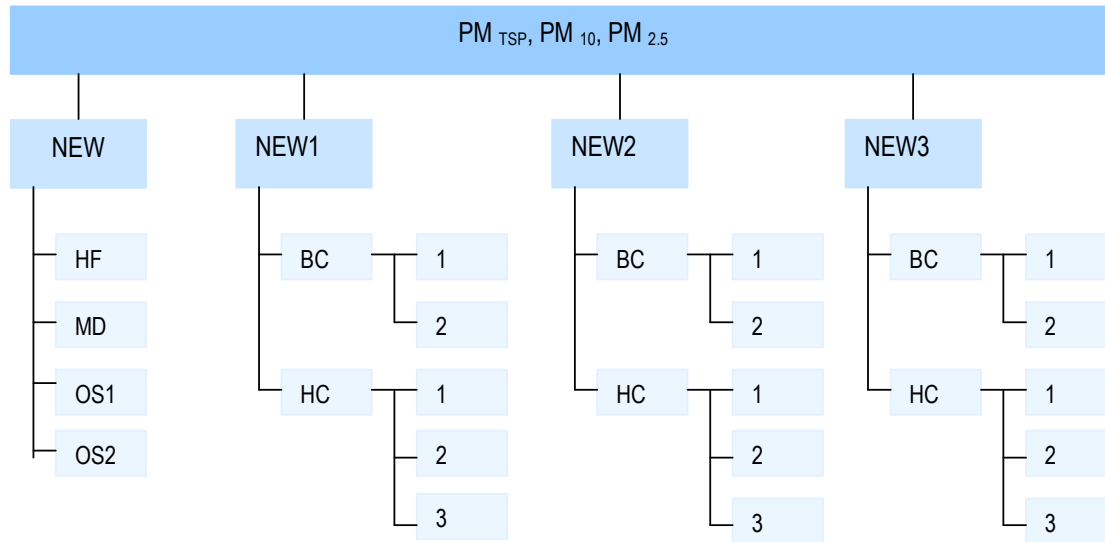 PM TSP, PM 10, PM 2.5
NEW
NEW1
NEW2
NEW3
HF
MD
OS1
OS2
BC
1
2
HC
1
2
3
BC
1
2
HC
1
2
3
BC
1
2
HC
1
2
3